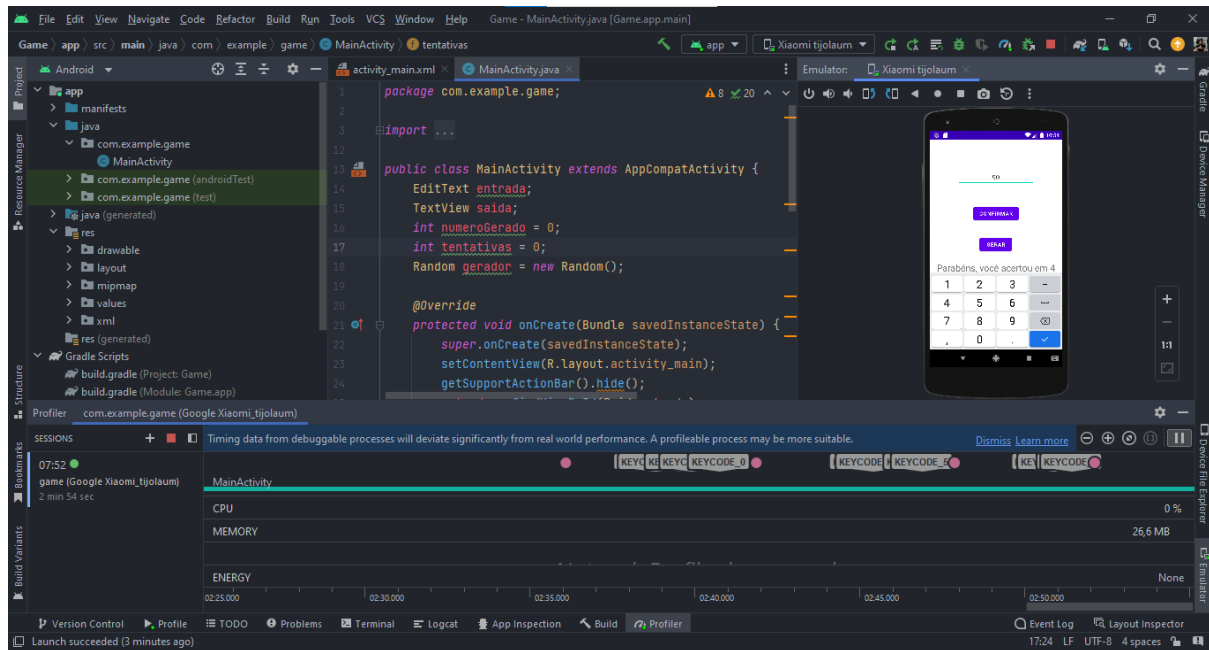 File Edit View Navigate Code Refactor Build Run Tools VCS Window Help Game - MainActivity.java [Game.app.main]
Game app src main java com example game MainActivity tentativas app Xiaomi tijolaum
Project Android activity_main.xml MainActivity.java Emulator: Xiaomi tijolaum Gradle
app
manifests
java
com.example.game
MainActivity
com.example.game (androidTest)
com.example.game (test)
java (generated)
res
drawable
layout
mipmap
values
xml
res (generated)
Gradle Scripts
build.gradle (Project: Game)
build.gradle (Module: Game.app)
Resource Manager
Structure
Bookmarks
Build Variants
1 package com.example.game; 8 20
2
3 import ...
12
13 public class MainActivity extends AppCompatActivity {
14 EditText entrada;
15 TextView saida;
16 int numeroGerado = 0;
17 int tentativas = 0;
18 Random gerador = new Random();
19
20 @Override
21 protected void onCreate(Bundle savedInstanceState) {
22 super.onCreate(savedInstanceState);
23 setContentView(R.layout.activity_main);
24 getSupportActionBar().hide();
10:51
50
CONFIRMAR
GERAR
Parabéns, você acertou em 4
1 2 3 -
4 5 6
7 8 9
, 0 .
1:1
Device Manager
Device File Explorer
Emulator
Profiler com.example.game (Google Xiaomi_tijolaum)
SESSIONS Timing data from debuggable processes will deviate significantly from real world performance. A profileable process may be more suitable. Dismiss Learn more
07:52
game (Google Xiaomi_tijolaum)
2 min 54 sec
KEYC KE KEYC KEYCODE_0 KEYCODE KEYCODE_5 KEY KEYCODE
MainActivity
CPU 0 %
MEMORY 26,6 MB
ENERGY None
02:25.000 02:30.000 02:35.000 02:40.000 02:45.000 02:50.000
Version Control Profile TODO Problems Terminal Logcat App Inspection Build Profiler Event Log Layout Inspector
Launch succeeded (3 minutes ago) 17:24 LF UTF-8 4 spaces